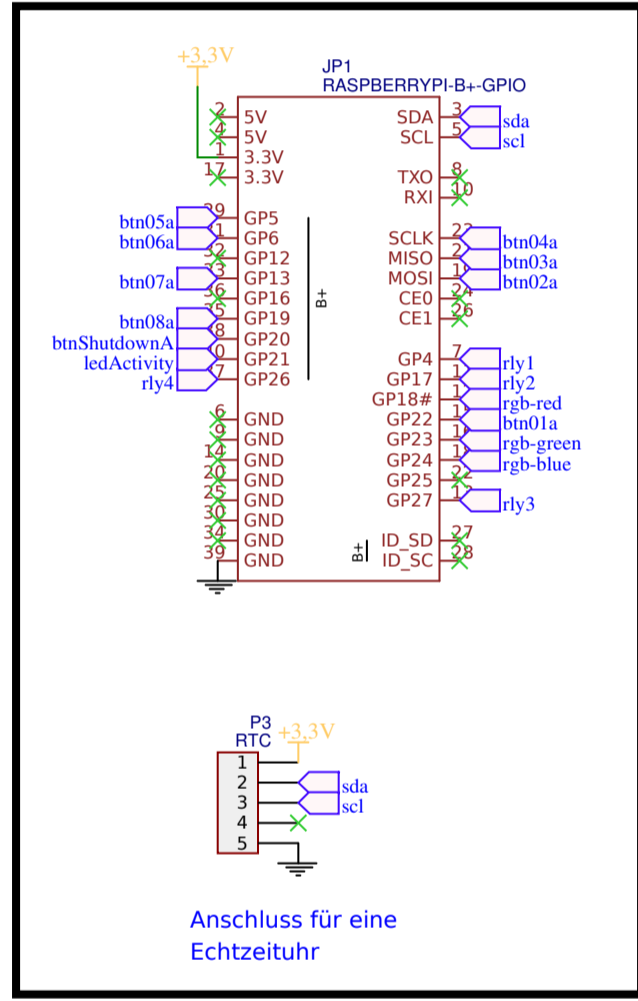 +3,3V
JP1
RASPBERRYPI-B+-GPIO
2 5V
4 5V
1 3.3V
17 3.3V
SDA 3 sda
SCL 5 scl
TXO 8
RXI 10
btn05a GP5
btn06a GP6
GP12
btn07a GP13
GP16
btn08a GP19
btnShutdownA GP20
ledActivity GP21
rly4 GP26
B+
SCLK btn04a
MISO btn03a
MOSI btn02a
CE0 24
CE1 26
GP4 7 rly1
GP17 rly2
GP18# rgb-red
GP22 btn01a
GP23 rgb-green
GP24 rgb-blue
GP25 22
GP27 rly3
6 GND
9 GND
14 GND
20 GND
25 GND
30 GND
34 GND
39 GND
B+
ID_SD 27
ID_SC 28
P3
RTC
+3,3V
1
2 sda
3 scl
4
5
Anschluss für eine
Echtzeituhr